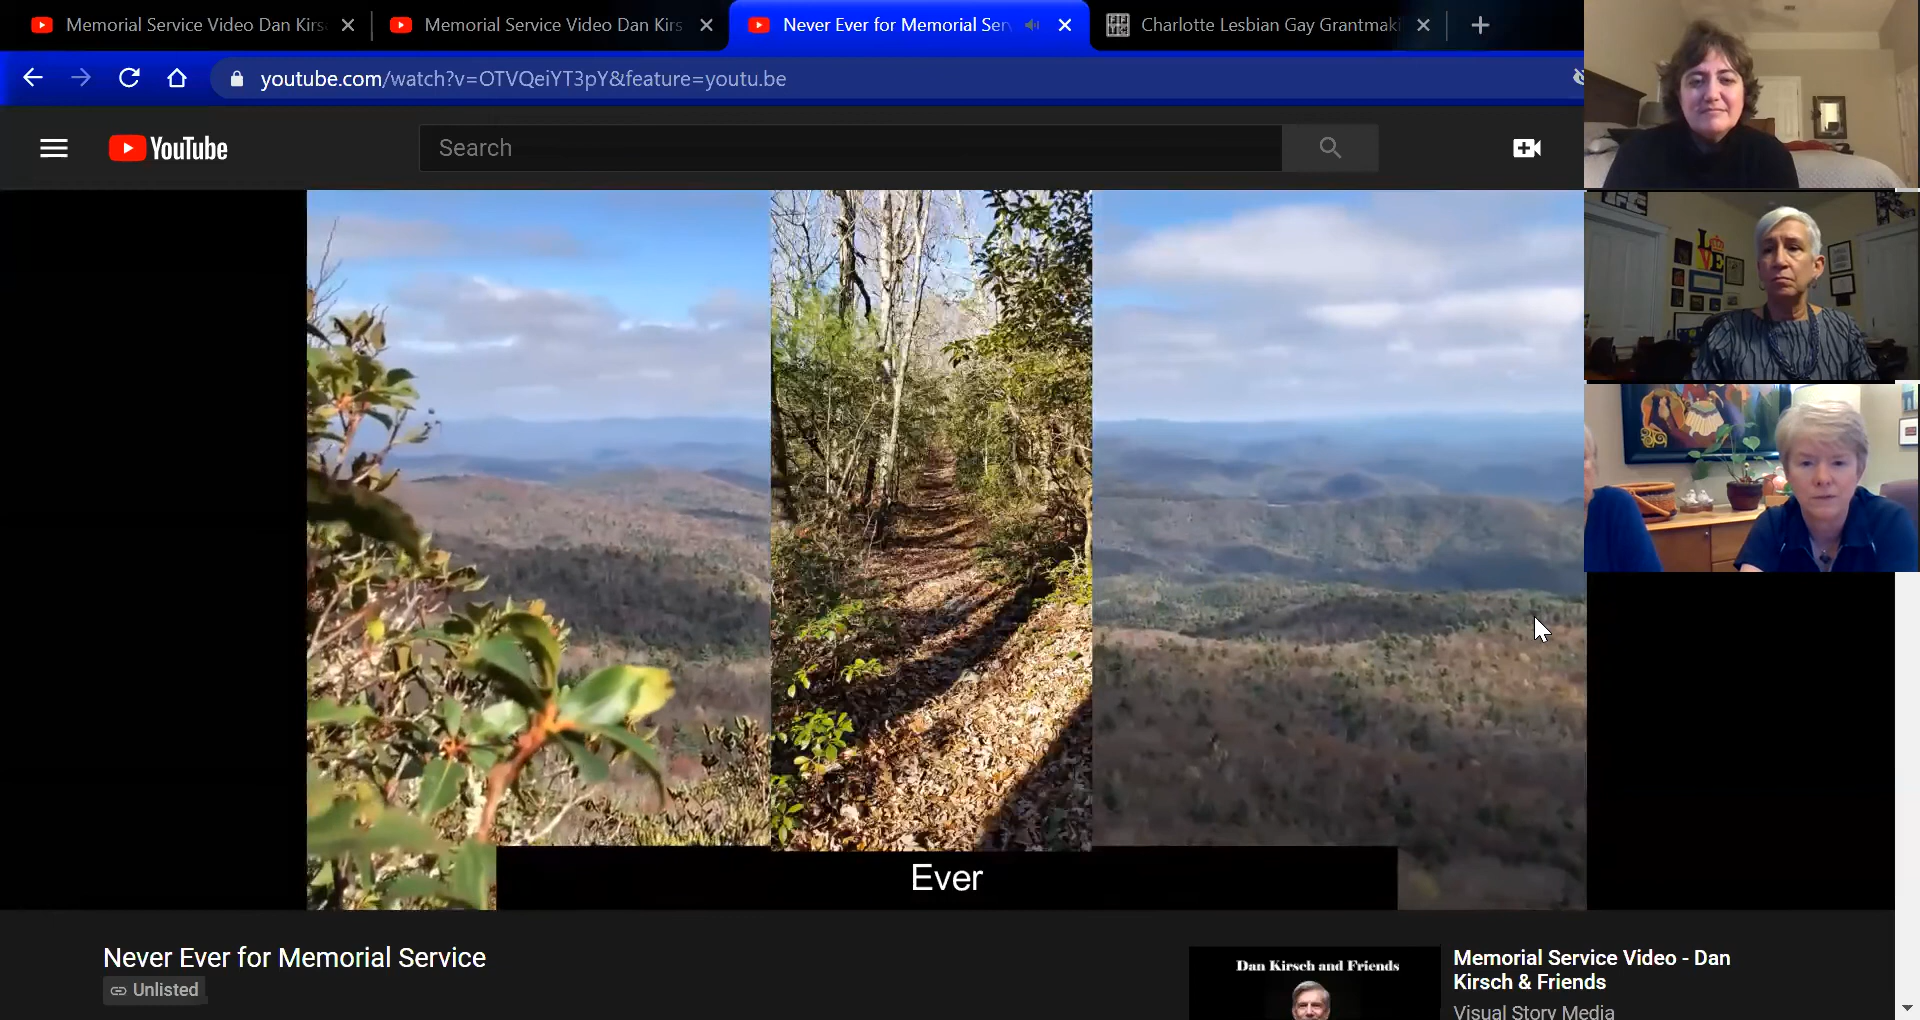 Memorial Service Video Dan Kirs
Memorial Service Video Dan Kirs
Never Ever for Memorial Ser
Charlotte Lesbian Gay Grantmaki
youtube.com/watch?v=OTVQeiYT3pY&feature=youtu.be
YouTube
Search
LOVE
Ever
Never Ever for Memorial Service
Unlisted
Dan Kirsch and Friends
Memorial Service Video - Dan
Kirsch & Friends
Visual Story Media